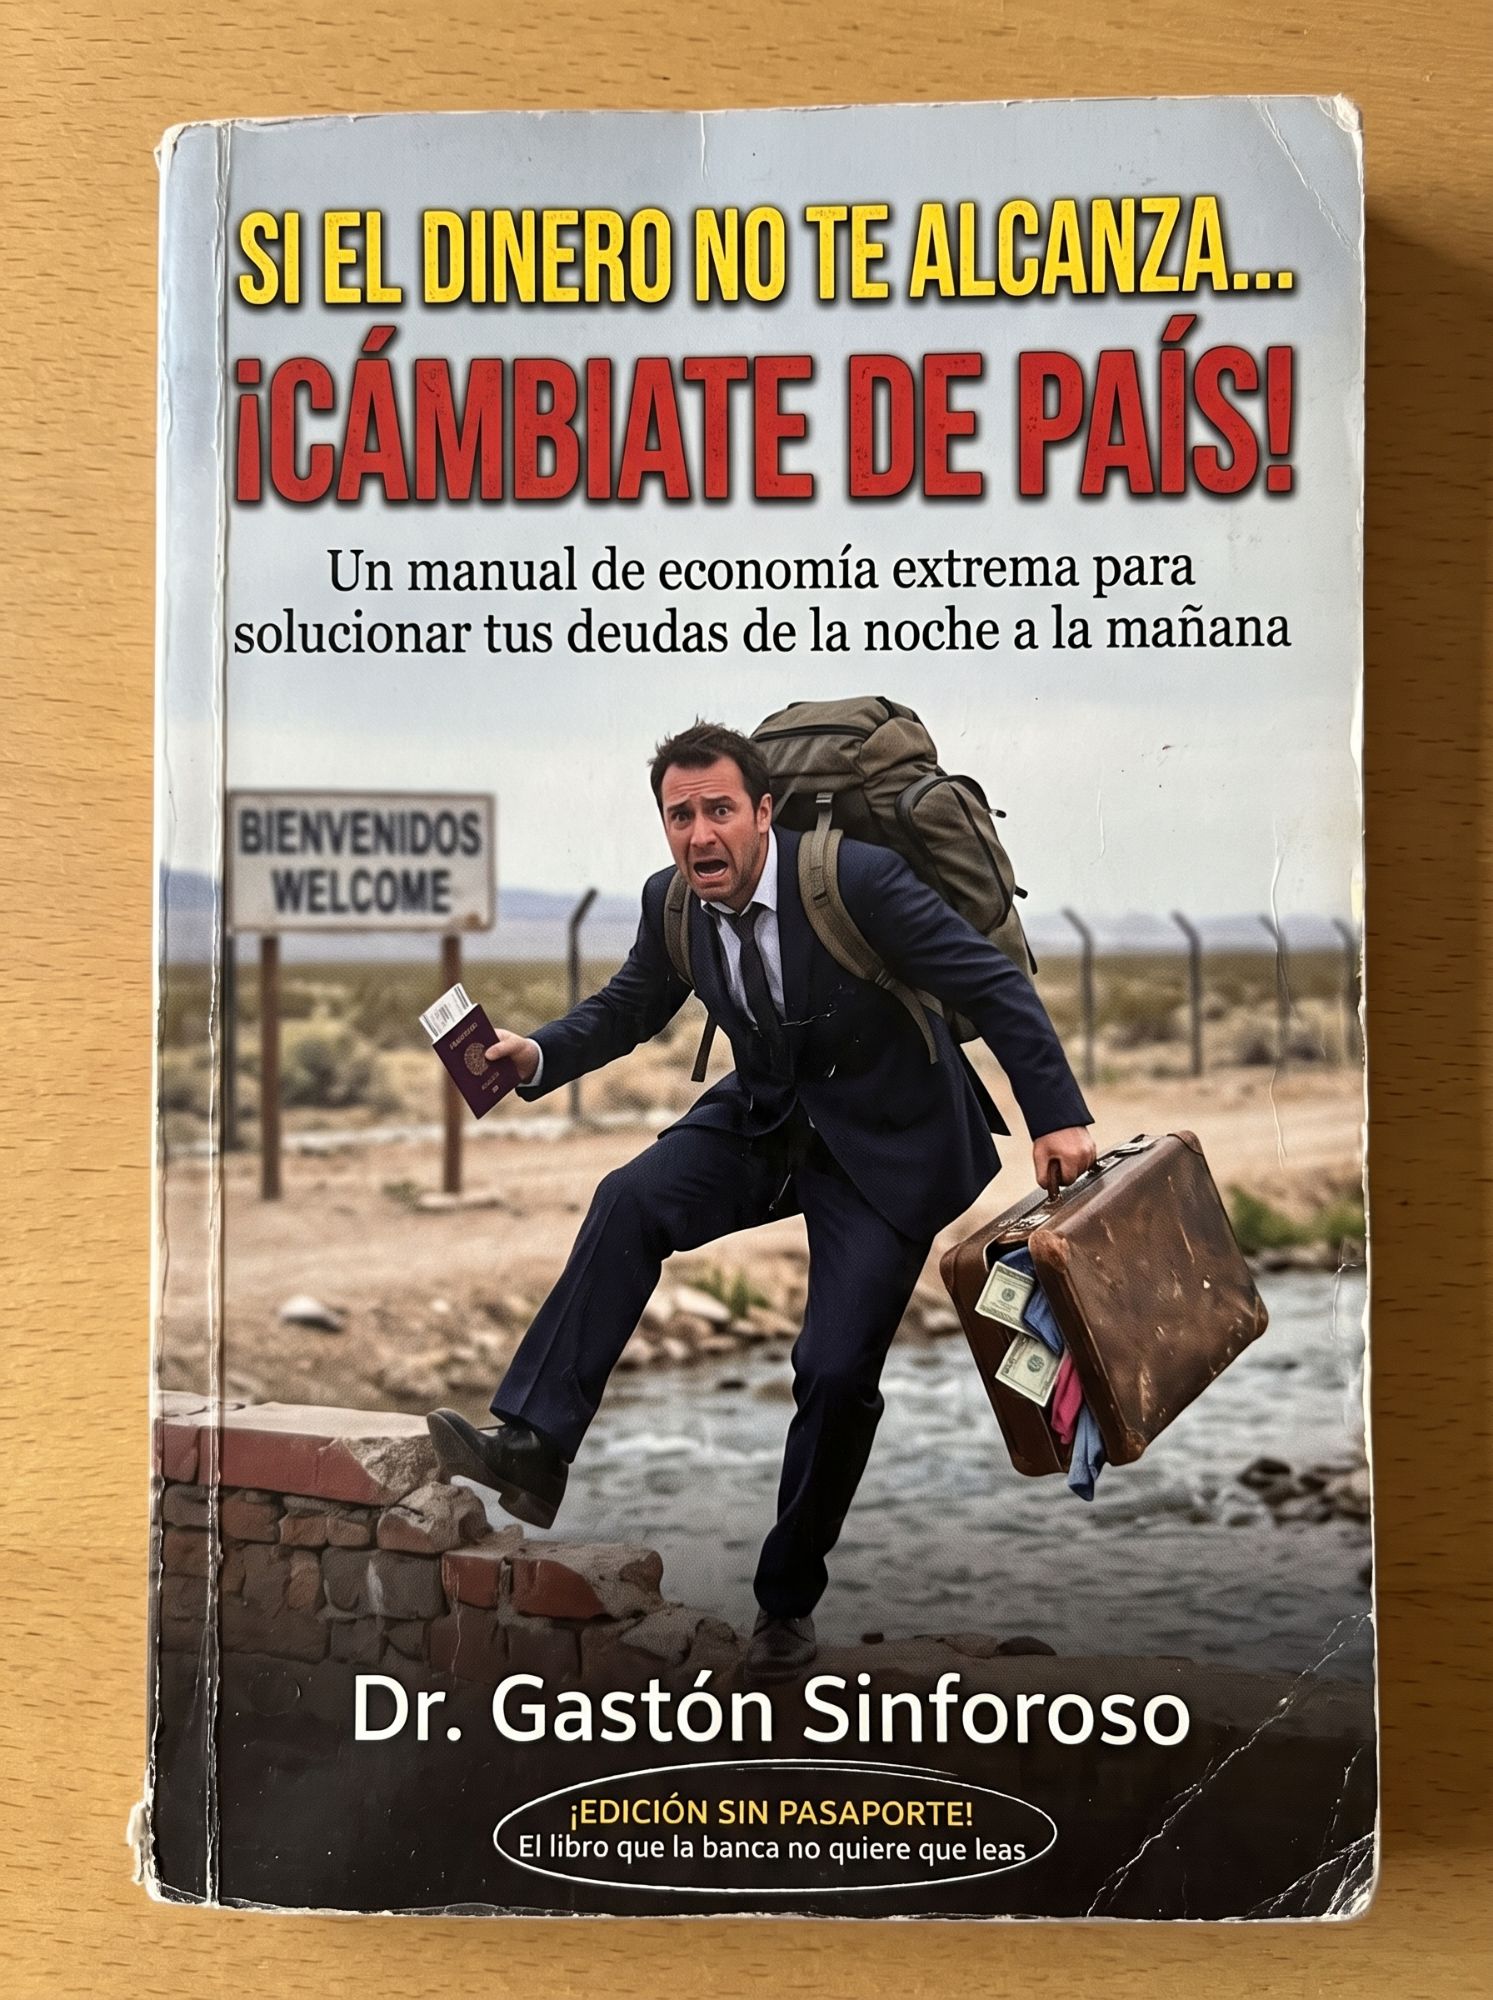 SI EL DINERO NO TE ALCANZA...
¡CÁMBIATE DE PAÍS!
Un manual de economía extrema para
solucionar tus deudas de la noche a la mañana
BIENVENIDOS
WELCOME
Dr. Gastón Sinforoso
¡EDICIÓN SIN PASAPORTE!
El libro que la banca no quiere que leas